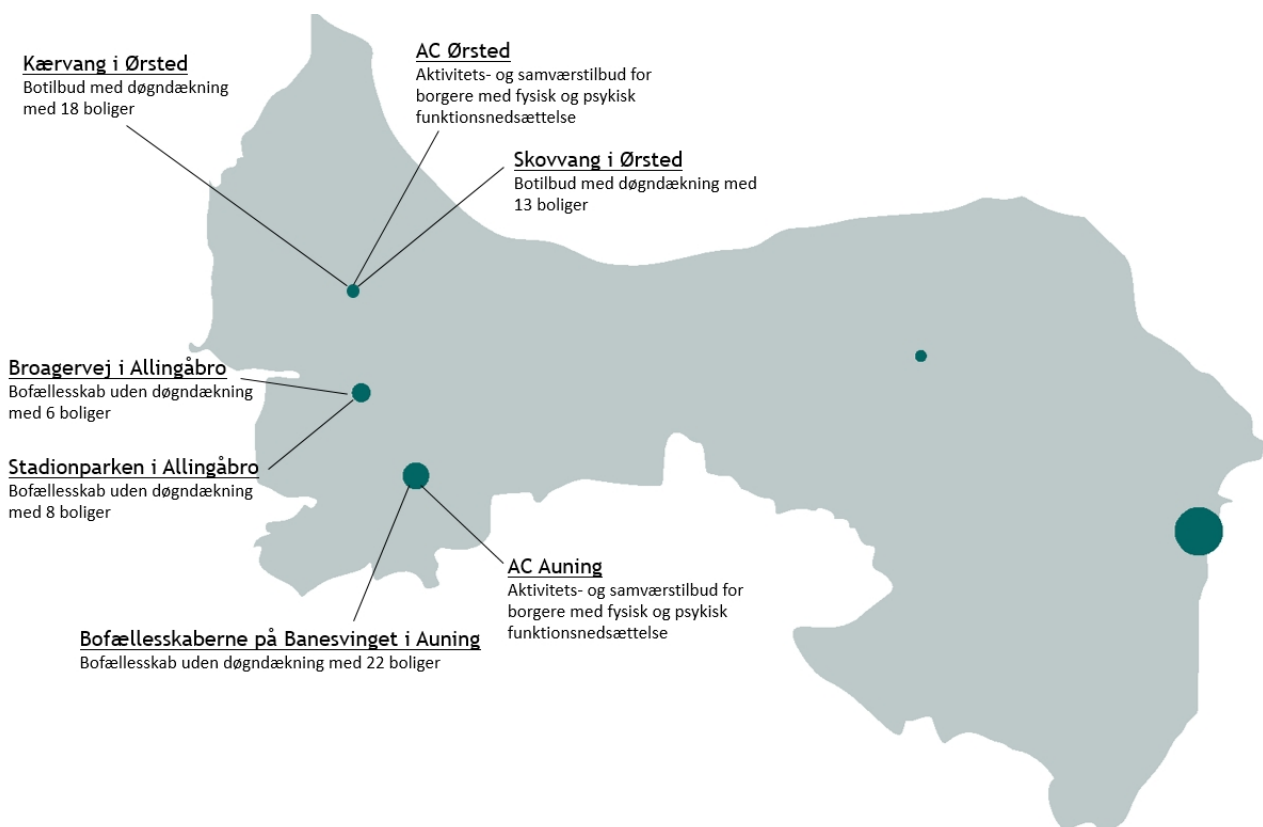 Kærvang i Ørsted
Botilbud med døgndækning
med 18 boliger
AC Ørsted
Aktivitets- og samværstilbud for
borgere med fysisk og psykisk
funktionsnedsættelse
Skovvang i Ørsted
Botilbud med døgndækning med
13 boliger
Broagervej i Allingåbro
Bofællesskab uden døgndækning
med 6 boliger
Stadionparken i Allingåbro
Bofællesskab uden døgndækning
med 8 boliger
AC Auning
Aktivitets- og samværstilbud for
borgere med fysisk og psykisk
funktionsnedsættelse
Bofællesskaberne på Banesvinget i Auning
Bofællesskab uden døgndækning med 22 boliger